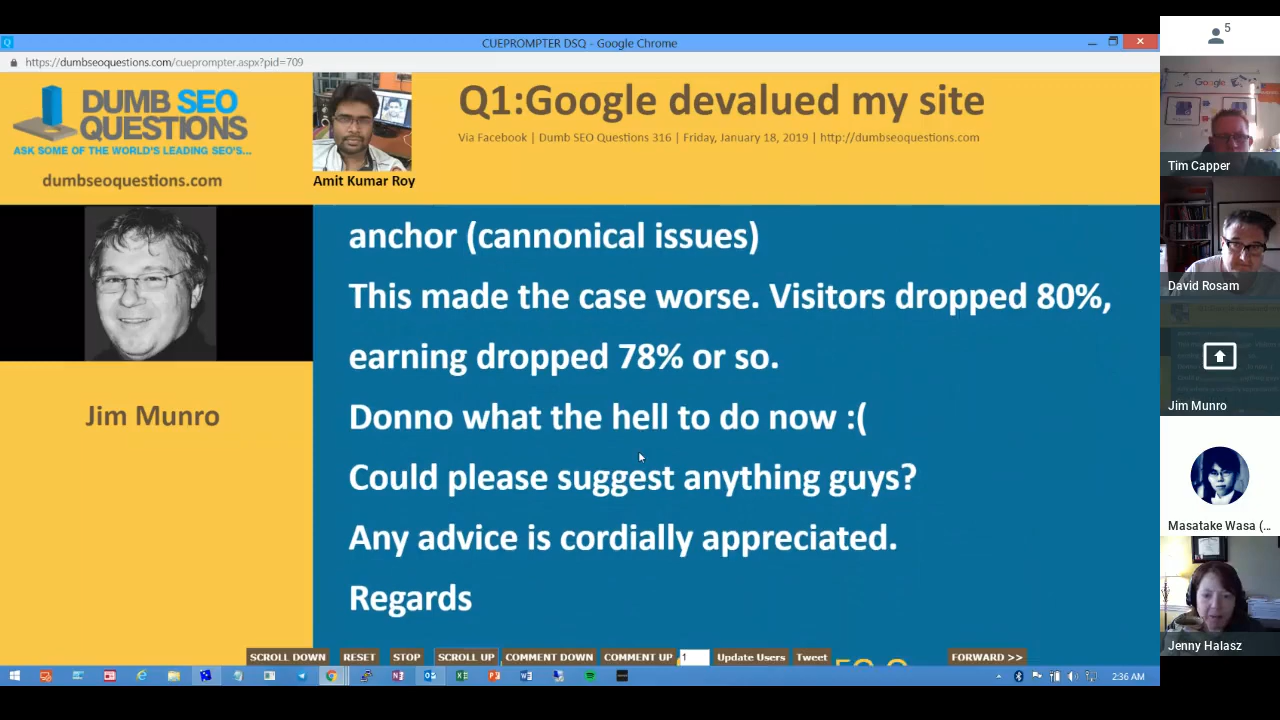 CUEPROMPTER DSQ - Google Chrome
https://dumbseoquestions.com/cueprompter.aspx?pid=709
DUMB SEO
QUESTIONS
ASK SOME OF THE WORLD'S LEADING SEO'S...
dumbseoquestions.com
Amit Kumar Roy
Q1:Google devalued my site
Via Facebook | Dumb SEO Questions 316 | Friday, January 18, 2019 | http://dumbseoquestions.com
Jim Munro
anchor (cannonical issues)
This made the case worse. Visitors dropped 80%,
earning dropped 78% or so.
Donno what the hell to do now :(
Could please suggest anything guys?
Any advice is cordially appreciated.
Regards
SCROLL DOWN RESET STOP SCROLL UP COMMENT DOWN COMMENT UP 1 Update Users Tweet FORWARD >>
2:36 AM
5
Google
Tim Capper
David Rosam
Jim Munro
Masatake Wasa (...
Jenny Halasz